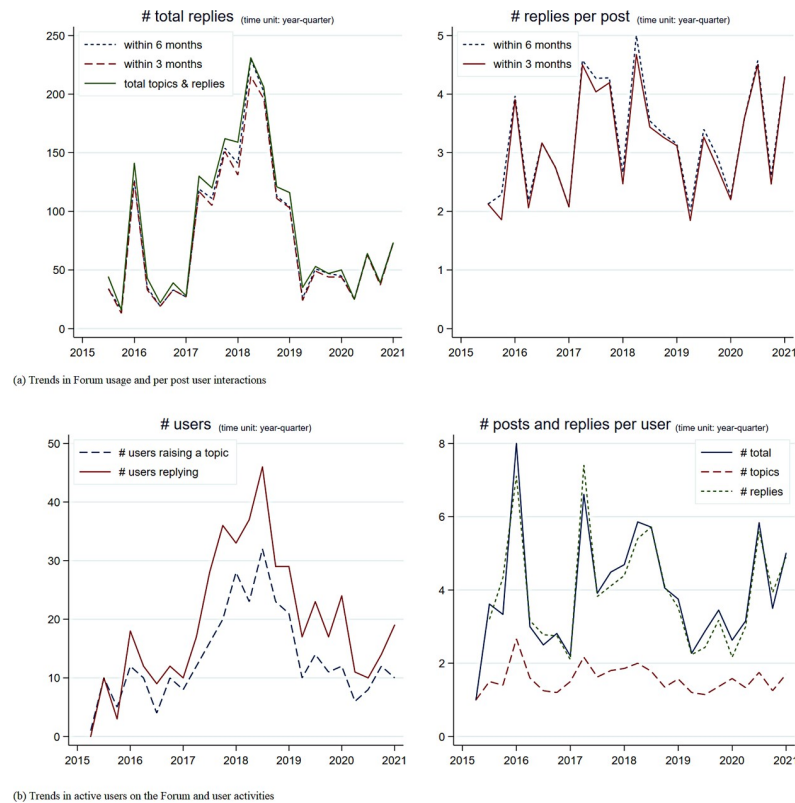 # total replies (time unit: year-quarter)
250
200
150
100
50
0
within 6 months
within 3 months
total topics & replies
2015 2016 2017 2018 2019 2020 2021
# replies per post (time unit: year-quarter)
5
4
3
2
1
0
within 6 months
within 3 months
2015 2016 2017 2018 2019 2020 2021
(a) Trends in Forum usage and per post user interactions
# users (time unit: year-quarter)
50
40
30
20
10
0
# users raising a topic
# users replying
2015 2016 2017 2018 2019 2020 2021
# posts and replies per user (time unit: year-quarter)
8
6
4
2
0
# total
# topics
# replies
2015 2016 2017 2018 2019 2020 2021
(b) Trends in active users on the Forum and user activities